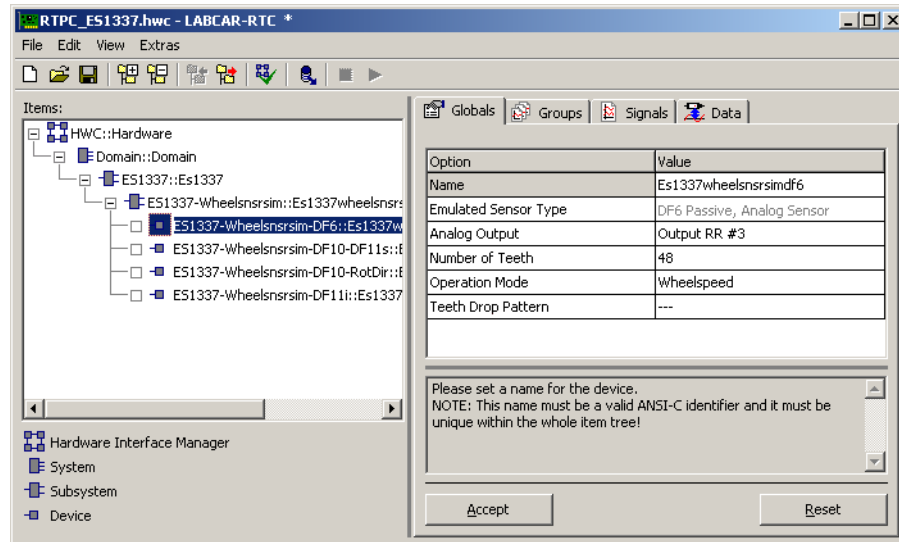 RTPC_ES1337.hwc - LABCAR-RTC *
File Edit View Extras
Items:
HWC::Hardware
Domain::Domain
ES1337::Es1337
ES1337-Wheelsnsrsim::Es1337wheelsnsrs
ES1337-Wheelsnsrsim-DF6::Es1337w
ES1337-Wheelsnsrsim-DF10-DF11s::E
ES1337-Wheelsnsrsim-DF10-RotDir::E
ES1337-Wheelsnsrsim-DF11i::Es1337
Hardware Interface Manager
System
Subsystem
Device
Globals Groups Signals Data
Option Value
Name Es1337wheelsnsrsimdf6
Emulated Sensor Type DF6 Passive, Analog Sensor
Analog Output Output RR #3
Number of Teeth 48
Operation Mode Wheelspeed
Teeth Drop Pattern ---
Please set a name for the device.
NOTE: This name must be a valid ANSI-C identifier and it must be
unique within the whole item tree!
Accept Reset